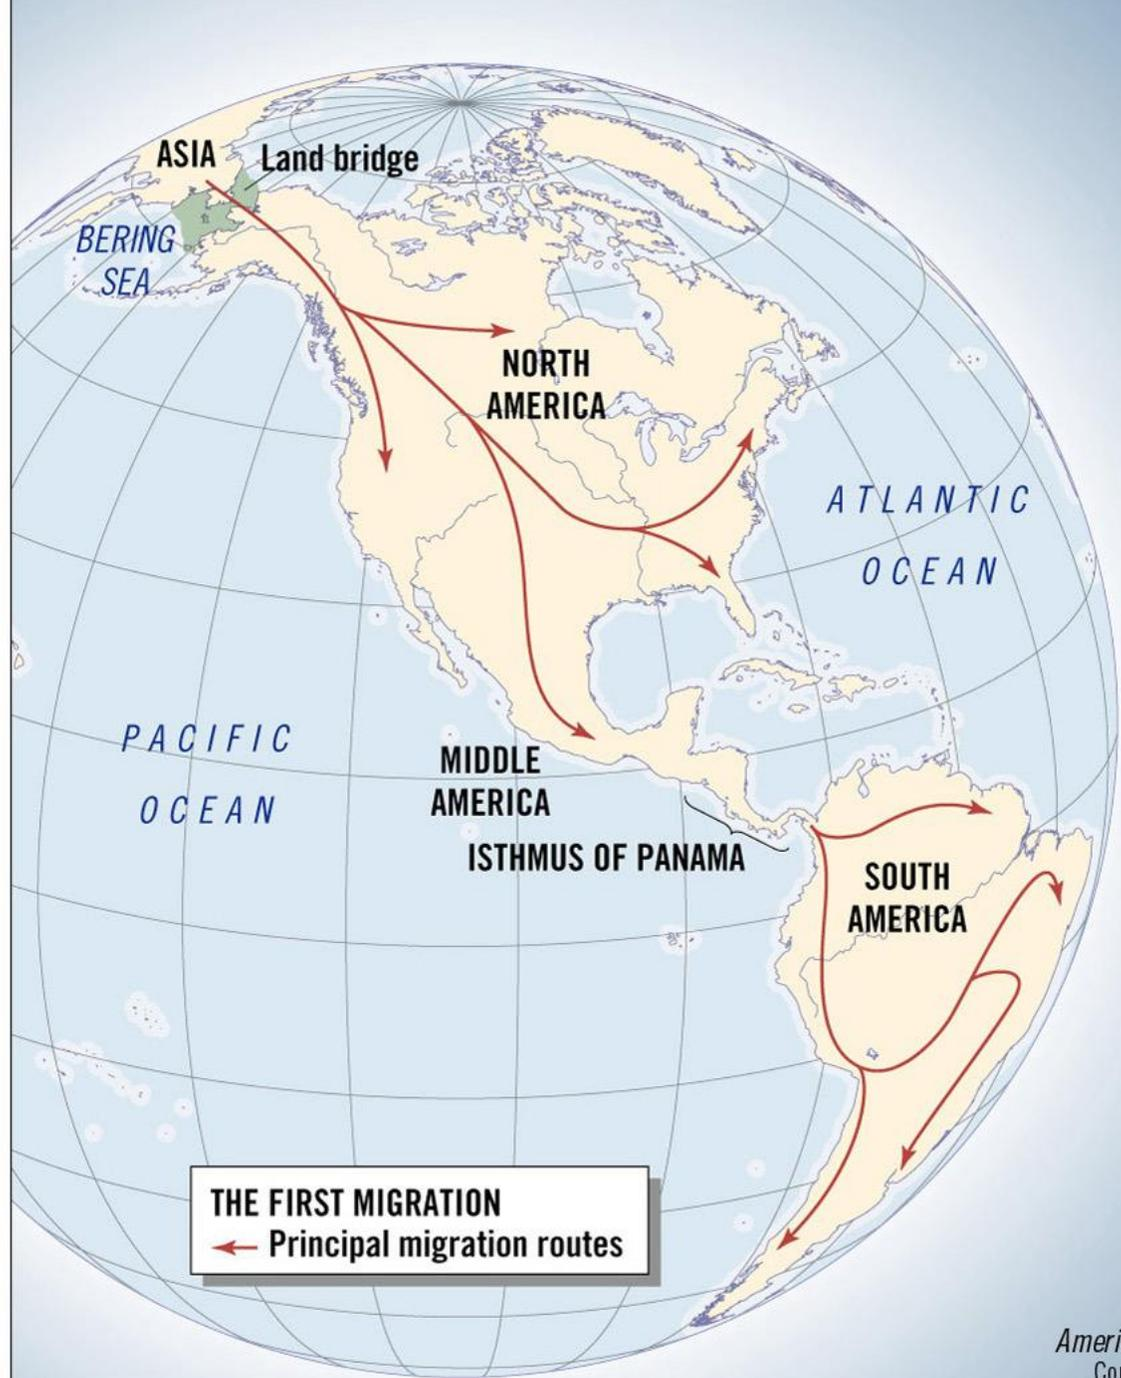 ASIA
Land bridge
BERING
SEA
NORTH
AMERICA
ATLANTIC
OCEAN
PACIFIC
OCEAN
MIDDLE
AMERICA
ISTHMUS OF PANAMA
SOUTH
AMERICA
THE FIRST MIGRATION
Principal migration routes